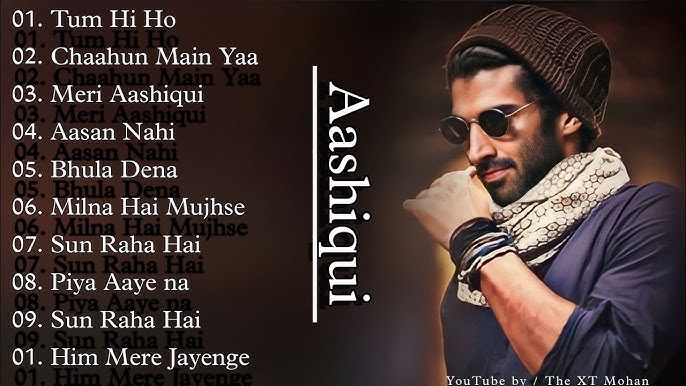 01. Tum Hi Ho
02. Chaahun Main Yaa
03. Meri Aashiqui
04. Aasan Nahi
05. Bhula Dena
06. Milna Hai Mujhse
07. Sun Raha Hai
08. Piya Aaye na
09. Sun Raha Hai
01. Him Mere Jayenge
Aashiqui
YouTube by / The XT Mohan